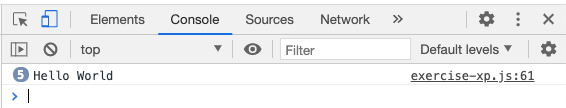 Elements Console Sources Network »
top Filter Default levels
5 Hello World exercise-xp.js:61
>